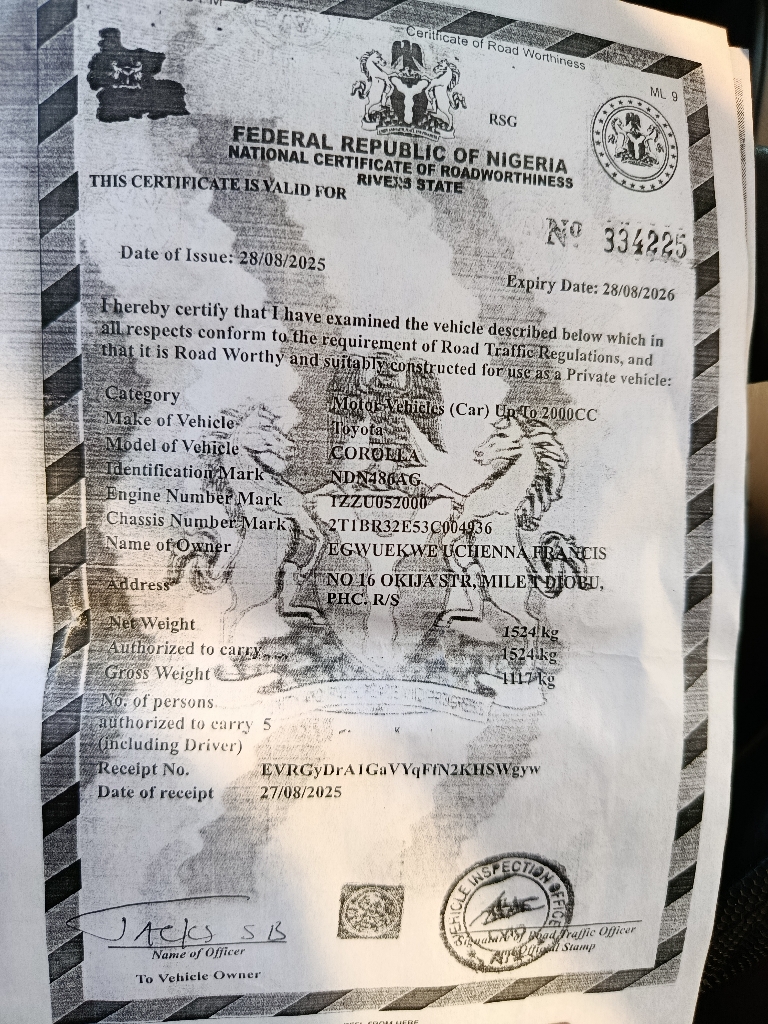 Certificate of Road Worthiness
ML 9
RSG
FEDERAL REPUBLIC OF NIGERIA
NATIONAL CERTIFICATE OF ROADWORTHINESS
RIVERS STATE
THIS CERTIFICATE IS VALID FOR
No 334225
Date of Issue: 28/08/2025
Expiry Date: 28/08/2026
I hereby certify that I have examined the vehicle described below which in
all respects conform to the requirement of Road Traffic Regulations, and
that it is Road Worthy and suitably constructed for use as a Private vehicle:
Category Motor Vehicles (Car) Up To 2000CC
Make of Vehicle Toyota
Model of Vehicle COROLLA
Identification Mark NDN486AG
Engine Number Mark 1ZZU052000
Chassis Number Mark 2T1BR32E53C004936
Name of Owner EGWUEKWE UCHENNA FRANCIS
Address NO 16 OKIJA STR, MILE 1 DIOBU,
PHC. R/S
Net Weight 1524 kg
Authorized to carry 1524 kg
Gross Weight 1117 kg
No. of persons
authorized to carry 5
(including Driver)
Receipt No. EVRGyDrA1GaVYqFfN2KHSWgyw
Date of receipt 27/08/2025
JACKS SB
Name of Officer
To Vehicle Owner
VEHICLE INSPECTION OFFICE
Signature of Road Traffic Officer
and Official Stamp